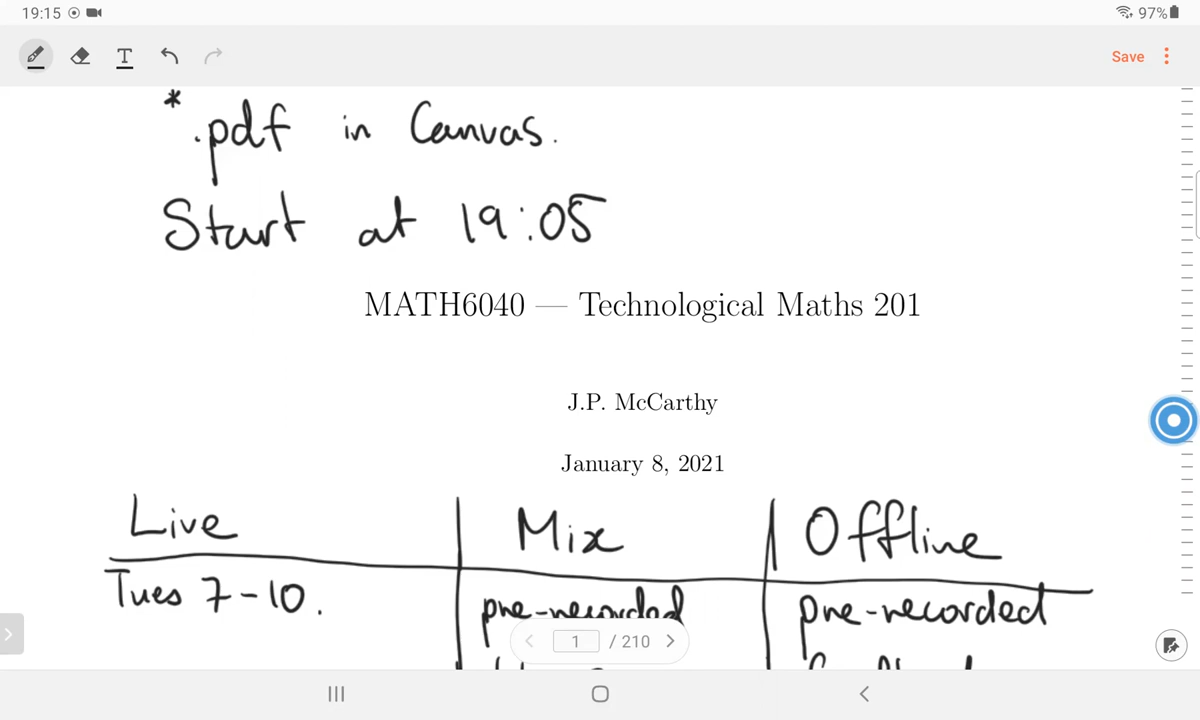 19:15 97%
T Save
*
.pdf in Canvas.
Start at 19:05
MATH6040 — Technological Maths 201
J.P. McCarthy
January 8, 2021
Live Mix Offline
Tues 7-10. pre-recorded pre-recorded
1 / 210